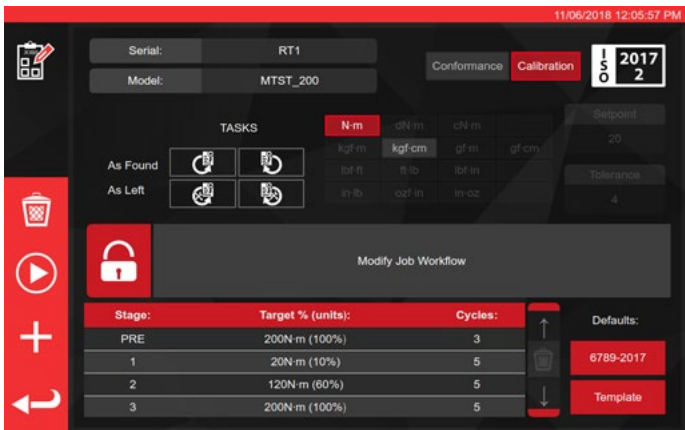 11/06/2018 12:05:57 PM
Serial: RT1
Model: MTST_200
Conformance Calibration
ISO 2017 2
TASKS
As Found
As Left
N·m dN·m cN·m
kgf·m kgf·cm gf·m gf·cm
lbf·ft ft·lb lbf·in
in·lb ozf·in in·oz
Setpoint
20
Tolerance
4
Modify Job Workflow
Stage: Target % (units): Cycles:
PRE 200N·m (100%) 3
1 20N·m (10%) 5
2 120N·m (60%) 5
3 200N·m (100%) 5
Defaults:
6789-2017
Template